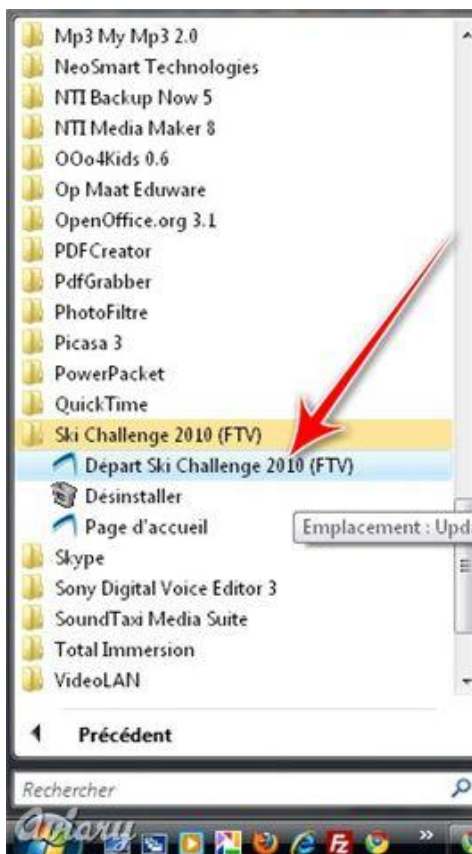 Mp3 My Mp3 2.0
NeoSmart Technologies
NTI Backup Now 5
NTI Media Maker 8
OOo4Kids 0.6
Op Maat Eduware
OpenOffice.org 3.1
PDFCreator
PdfGrabber
PhotoFiltre
Picasa 3
PowerPacket
QuickTime
Ski Challenge 2010 (FTV)
Départ Ski Challenge 2010 (FTV)
Désinstaller
Page d'accueil
Emplacement : Upda
Skype
Sony Digital Voice Editor 3
SoundTaxi Media Suite
Total Immersion
VideoLAN
Précédent
Rechercher
Aviary
Fz
»